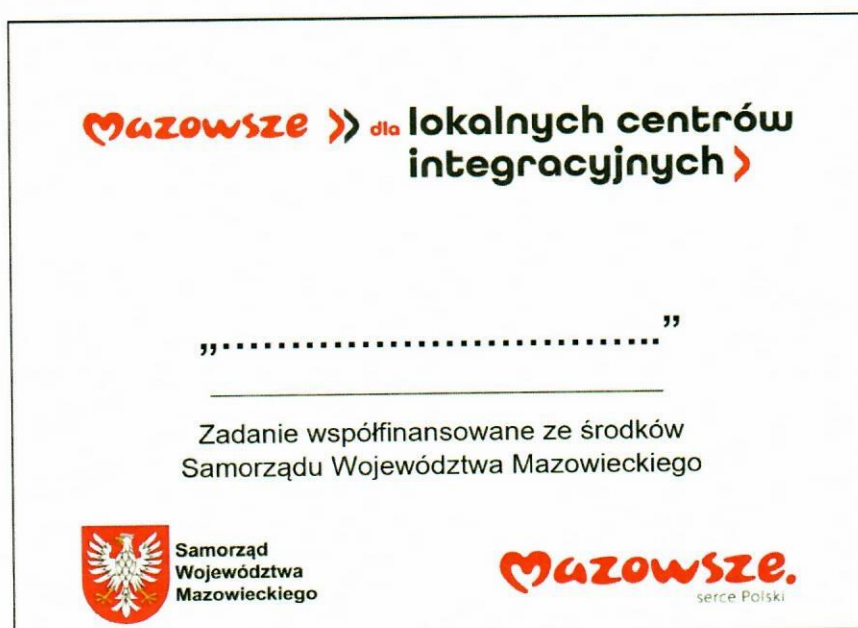 mazowsze dla lokalnych centrów
integracyjnych
„..................................”
Zadanie współfinansowane ze środków
Samorządu Województwa Mazowieckiego
Samorząd
Województwa
Mazowieckiego
mazowsze.
serce Polski